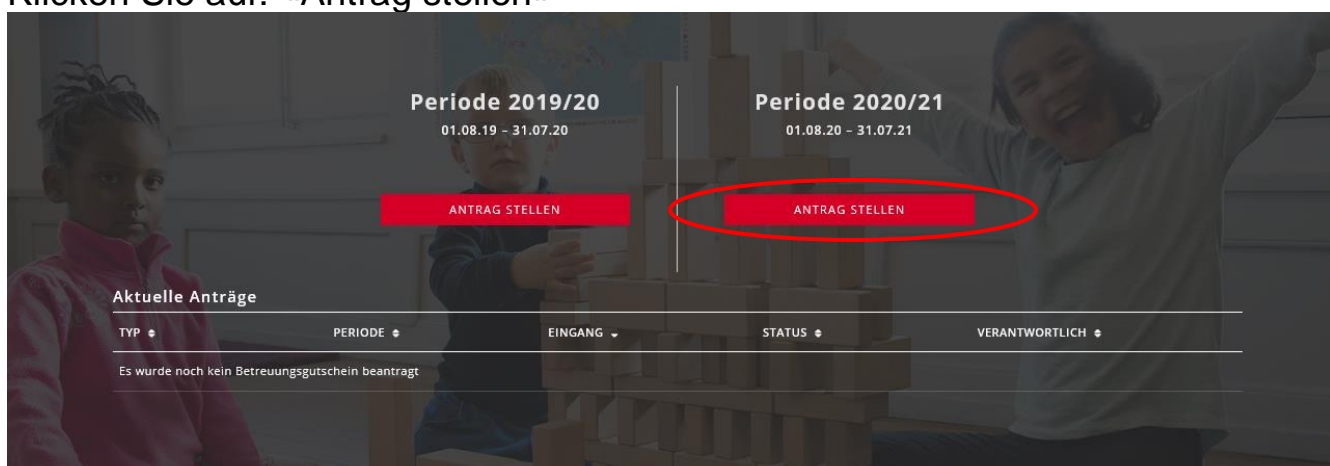 Klicken Sie auf: «Antrag stellen»
Periode 2019/20
01.08.19 – 31.07.20
ANTRAG STELLEN
Periode 2020/21
01.08.20 – 31.07.21
ANTRAG STELLEN
Aktuelle Anträge
TYP PERIODE EINGANG STATUS VERANTWORTLICH
Es wurde noch kein Betreuungsgutschein beantragt